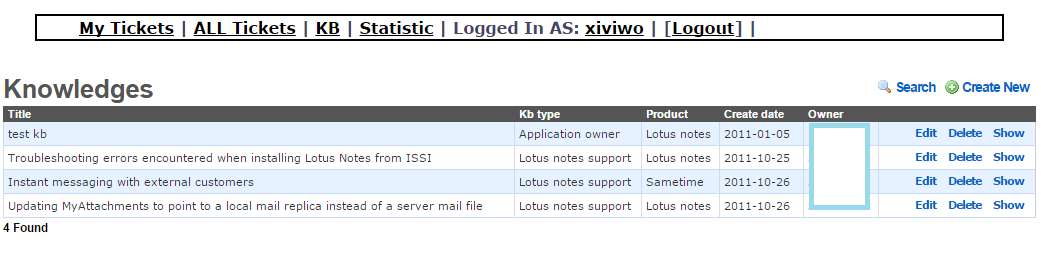 My Tickets | ALL Tickets | KB | Statistic | Logged In AS: xiviwo | [Logout] |
Knowledges Search Create New
Title Kb type Product Create date Owner
test kb Application owner Lotus notes 2011-01-05 Edit Delete Show
Troubleshooting errors encountered when installing Lotus Notes from ISSI Lotus notes support Lotus notes 2011-10-25 Edit Delete Show
Instant messaging with external customers Lotus notes support Sametime 2011-10-26 Edit Delete Show
Updating MyAttachments to point to a local mail replica instead of a server mail file Lotus notes support Lotus notes 2011-10-26 Edit Delete Show
4 Found